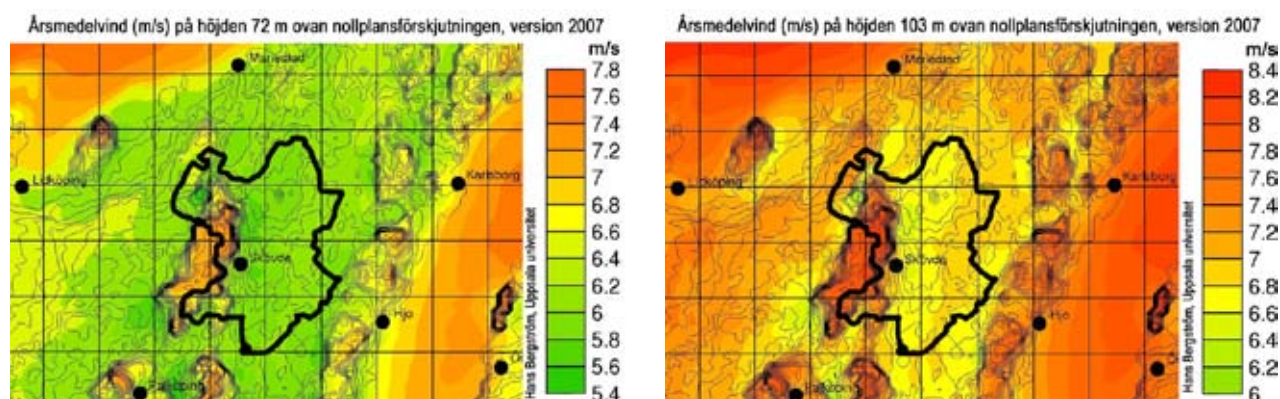 Årsmedelvind (m/s) på höjden 72 m ovan nollplansförskjutningen, version 2007
m/s
7.8
7.6
7.4
7.2
7
6.8
6.6
6.4
6.2
6
5.8
5.6
5.4
Mariestad
Lidköping
Karlsborg
Skövde
Hjo
Falköping
Hans Bergström, Uppsala universitet
Årsmedelvind (m/s) på höjden 103 m ovan nollplansförskjutningen, version 2007
m/s
8.4
8.2
8
7.8
7.6
7.4
7.2
7
6.8
6.6
6.4
6.2
6
Mariestad
Lidköping
Karlsborg
Skövde
Hjo
Falköping
Hans Bergström, Uppsala universitet